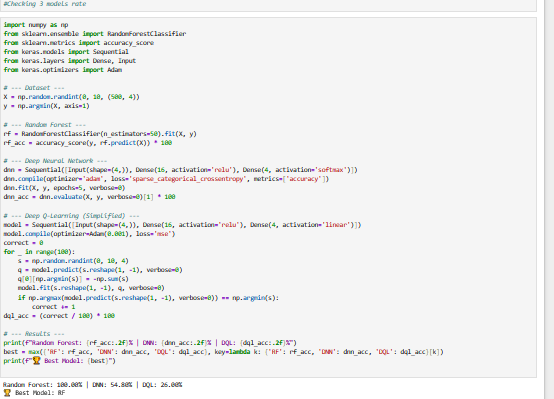 #Checking 3 models rate
import numpy as np
from sklearn.ensemble import RandomForestClassifier
from sklearn.metrics import accuracy_score
from keras.models import Sequential
from keras.layers import Dense, Input
from keras.optimizers import Adam
# --- Dataset ---
X = np.random.randint(0, 10, (500, 4))
y = np.argmin(X, axis=1)
# --- Random Forest ---
rf = RandomForestClassifier(n_estimators=50).fit(X, y)
rf_acc = accuracy_score(y, rf.predict(X)) * 100
# --- Deep Neural Network ---
dnn = Sequential([Input(shape=(4,)), Dense(16, activation='relu'), Dense(4, activation='softmax')])
dnn.compile(optimizer='adam', loss='sparse_categorical_crossentropy', metrics=['accuracy'])
dnn.fit(X, y, epochs=5, verbose=0)
dnn_acc = dnn.evaluate(X, y, verbose=0)[1] * 100
# --- Deep Q-Learning (Simplified) ---
model = Sequential([Input(shape=(4,)), Dense(16, activation='relu'), Dense(4, activation='linear')])
model.compile(optimizer=Adam(0.001), loss='mse')
correct = 0
for _ in range(100):
    s = np.random.randint(0, 10, 4)
    q = model.predict(s.reshape(1, -1), verbose=0)
    q[0][np.argmin(s)] = -np.sum(s)
    model.fit(s.reshape(1, -1), q, verbose=0)
    if np.argmax(model.predict(s.reshape(1, -1), verbose=0)) == np.argmin(s):
        correct += 1
dql_acc = (correct / 100) * 100
# --- Results ---
print(f"Random Forest: {rf_acc:.2f}% | DNN: {dnn_acc:.2f}% | DQL: {dql_acc:.2f}%")
best = max({'RF': rf_acc, 'DNN': dnn_acc, 'DQL': dql_acc}, key=lambda k: {'RF': rf_acc, 'DNN': dnn_acc, 'DQL': dql_acc}[k])
print(f"🏆 Best Model: {best}")
Random Forest: 100.00% | DNN: 54.80% | DQL: 26.00%
🏆 Best Model: RF